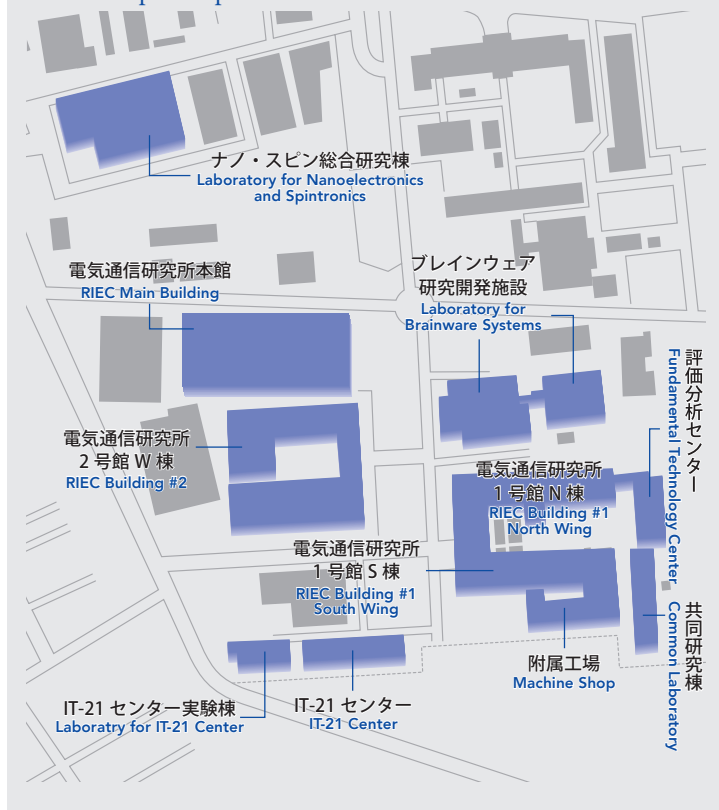 ナノ・スピン総合研究棟
Laboratory for Nanoelectronics
and Spintronics
電気通信研究所本館
RIEC Main Building
ブレインウェア
研究開発施設
Laboratory for
Brainware Systems
評価分析センター
Fundamental Technology Center
電気通信研究所
2 号館 W 棟
RIEC Building #2
電気通信研究所
1 号館 N 棟
RIEC Building #1
North Wing
電気通信研究所
1 号館 S 棟
RIEC Building #1
South Wing
共同研究棟
Common Laboratory
附属工場
Machine Shop
IT-21 センター実験棟
Laboratry for IT-21 Center
IT-21 センター
IT-21 Center